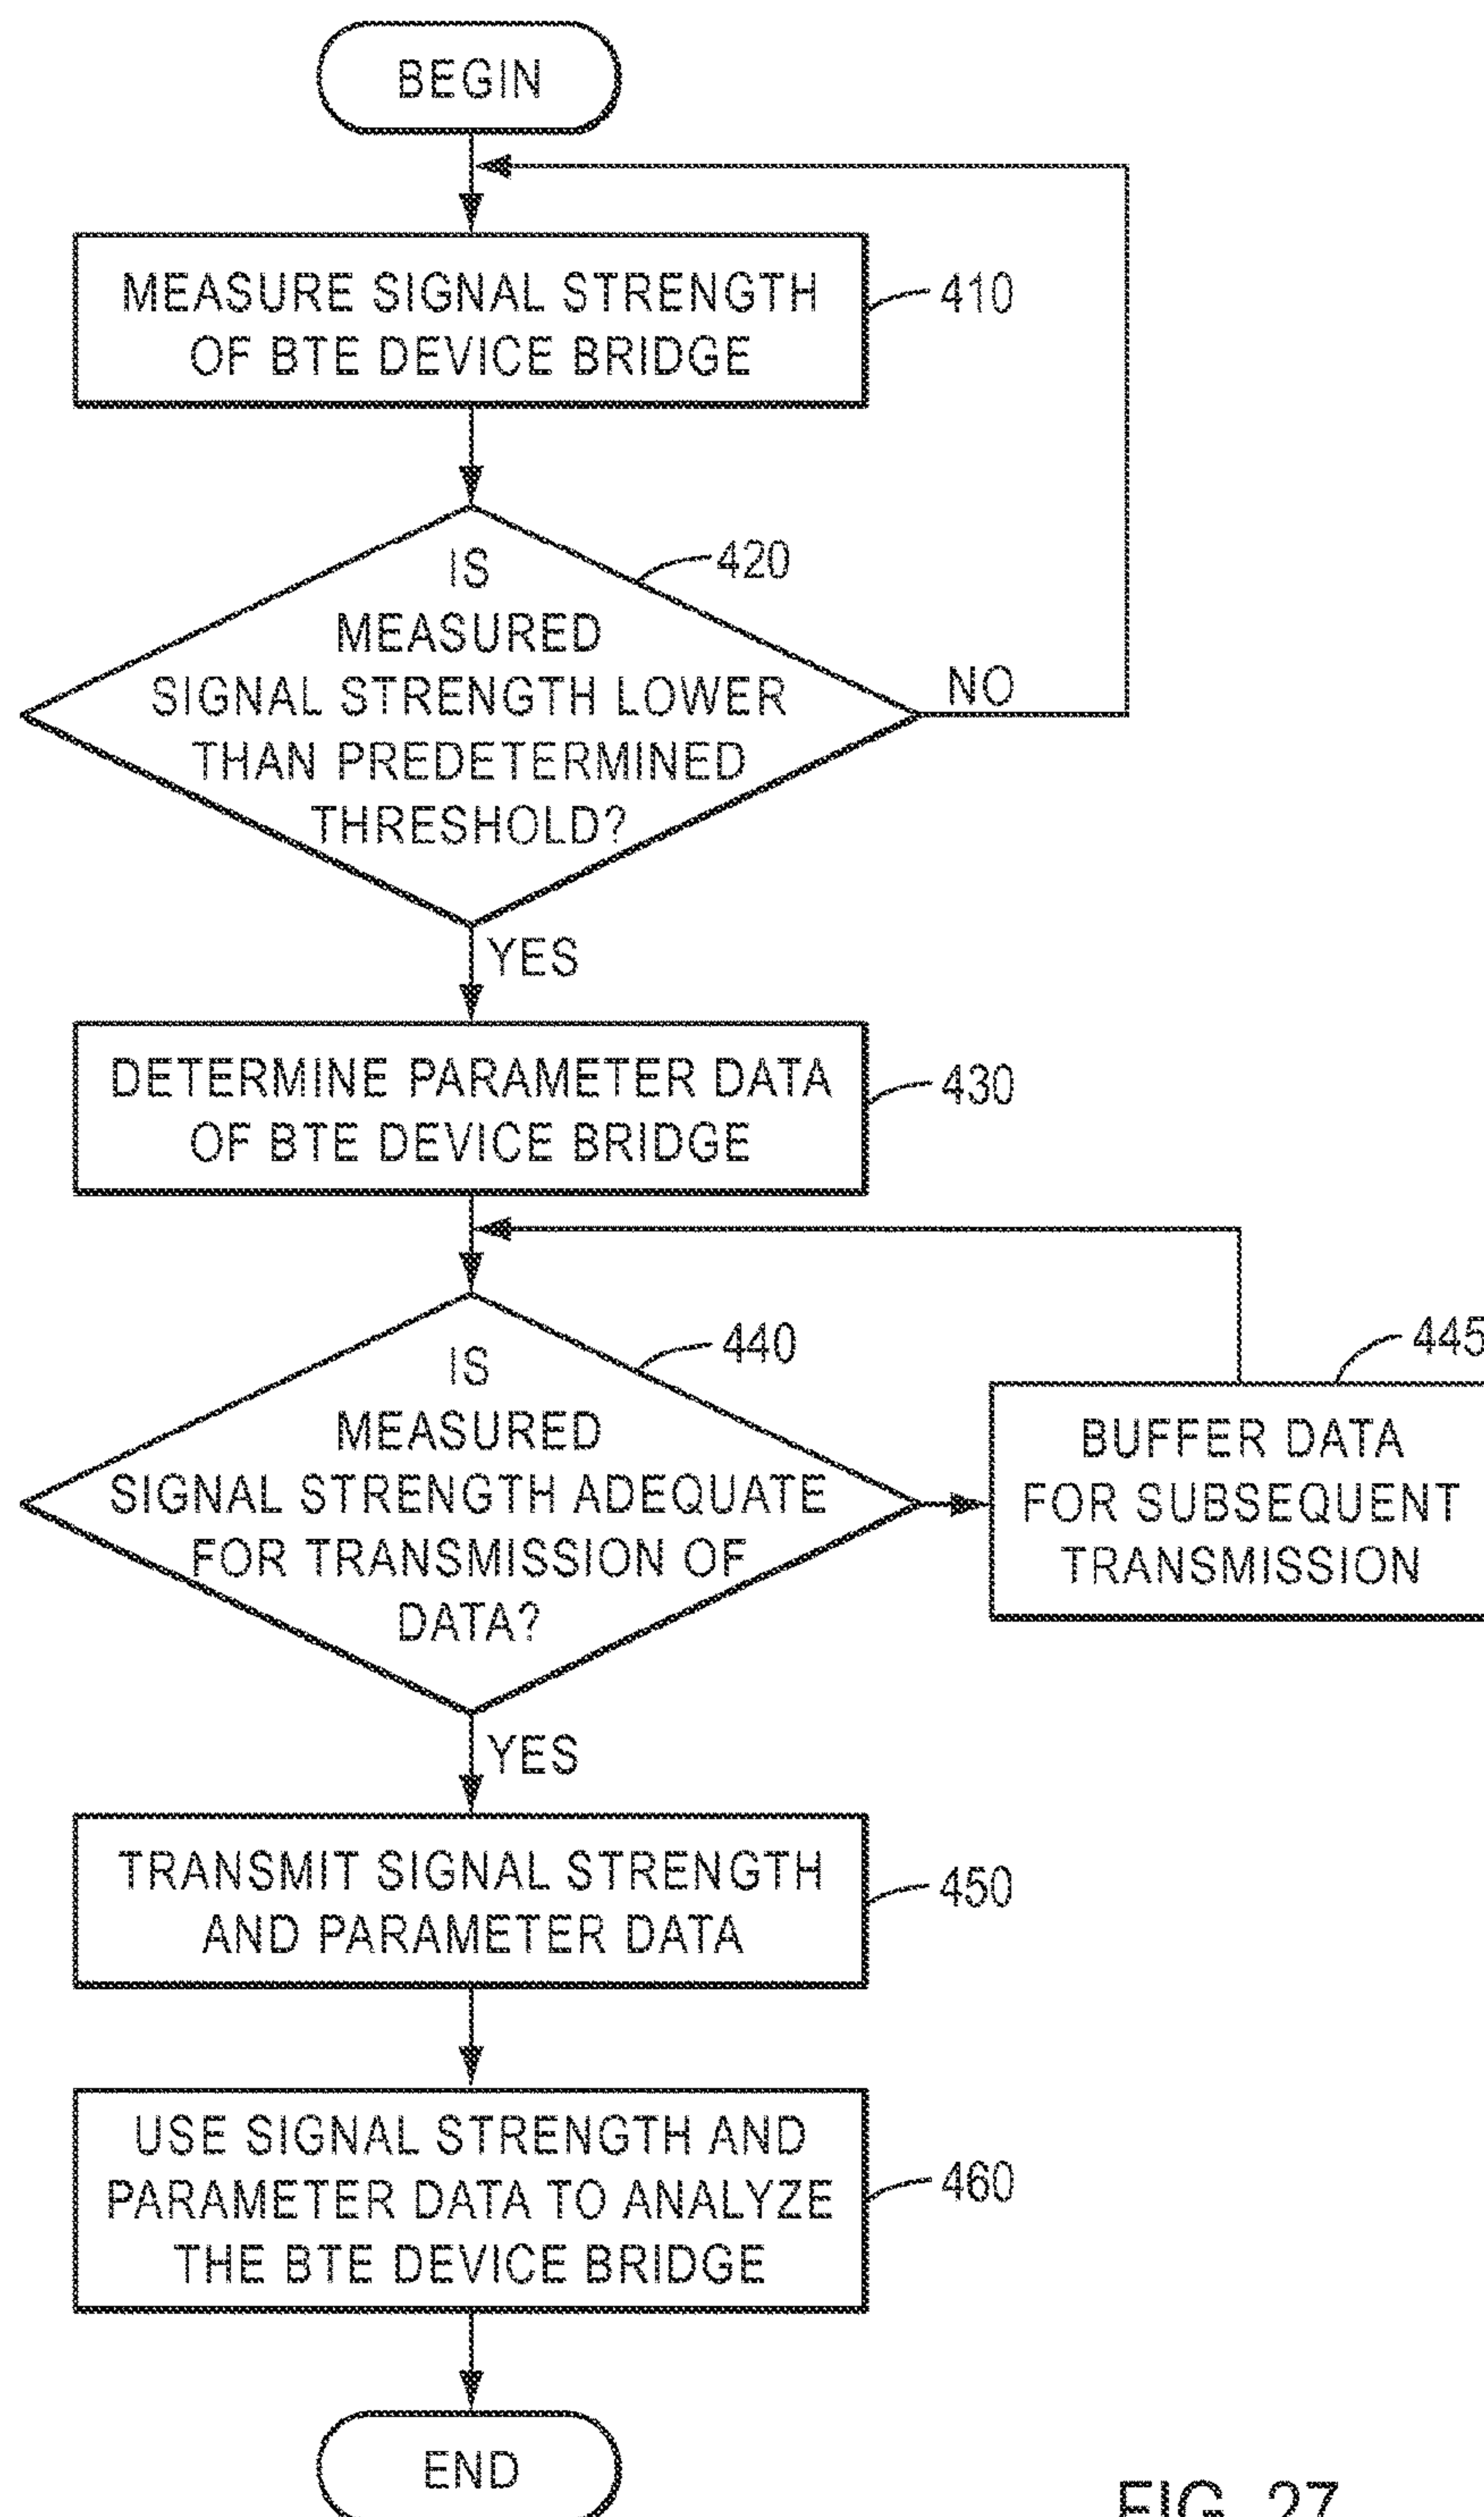 BEGIN
MEASURE SIGNAL STRENGTH
OF BTE DEVICE BRIDGE
410
IS
MEASURED
SIGNAL STRENGTH LOWER
THAN PREDETERMINED
THRESHOLD?
420
NO
YES
DETERMINE PARAMETER DATA
OF BTE DEVICE BRIDGE
430
IS
MEASURED
SIGNAL STRENGTH ADEQUATE
FOR TRANSMISSION OF
DATA?
440
445
BUFFER DATA
FOR SUBSEQUENT
TRANSMISSION
YES
TRANSMIT SIGNAL STRENGTH
AND PARAMETER DATA
450
USE SIGNAL STRENGTH AND
PARAMETER DATA TO ANALYZE
THE BTE DEVICE BRIDGE
460
END
FIG. 27